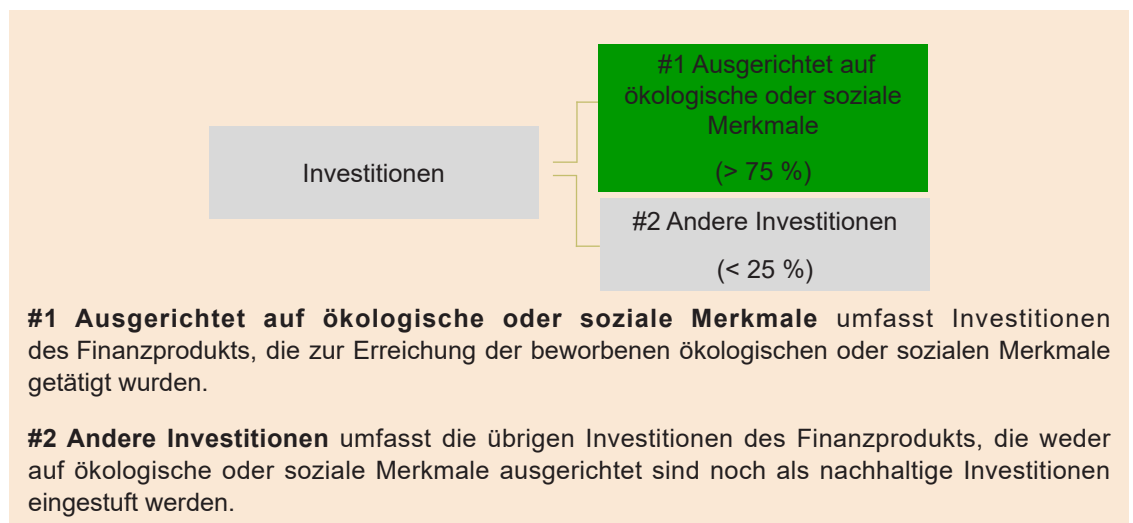 #1 Ausgerichtet auf
ökologische oder soziale
Merkmale
(> 75 %)
Investitionen
#2 Andere Investitionen
(< 25 %)
#1 Ausgerichtet auf ökologische oder soziale Merkmale umfasst Investitionen
des Finanzprodukts, die zur Erreichung der beworbenen ökologischen oder sozialen Merkmale
getätigt wurden.
#2 Andere Investitionen umfasst die übrigen Investitionen des Finanzprodukts, die weder
auf ökologische oder soziale Merkmale ausgerichtet sind noch als nachhaltige Investitionen
eingestuft werden.